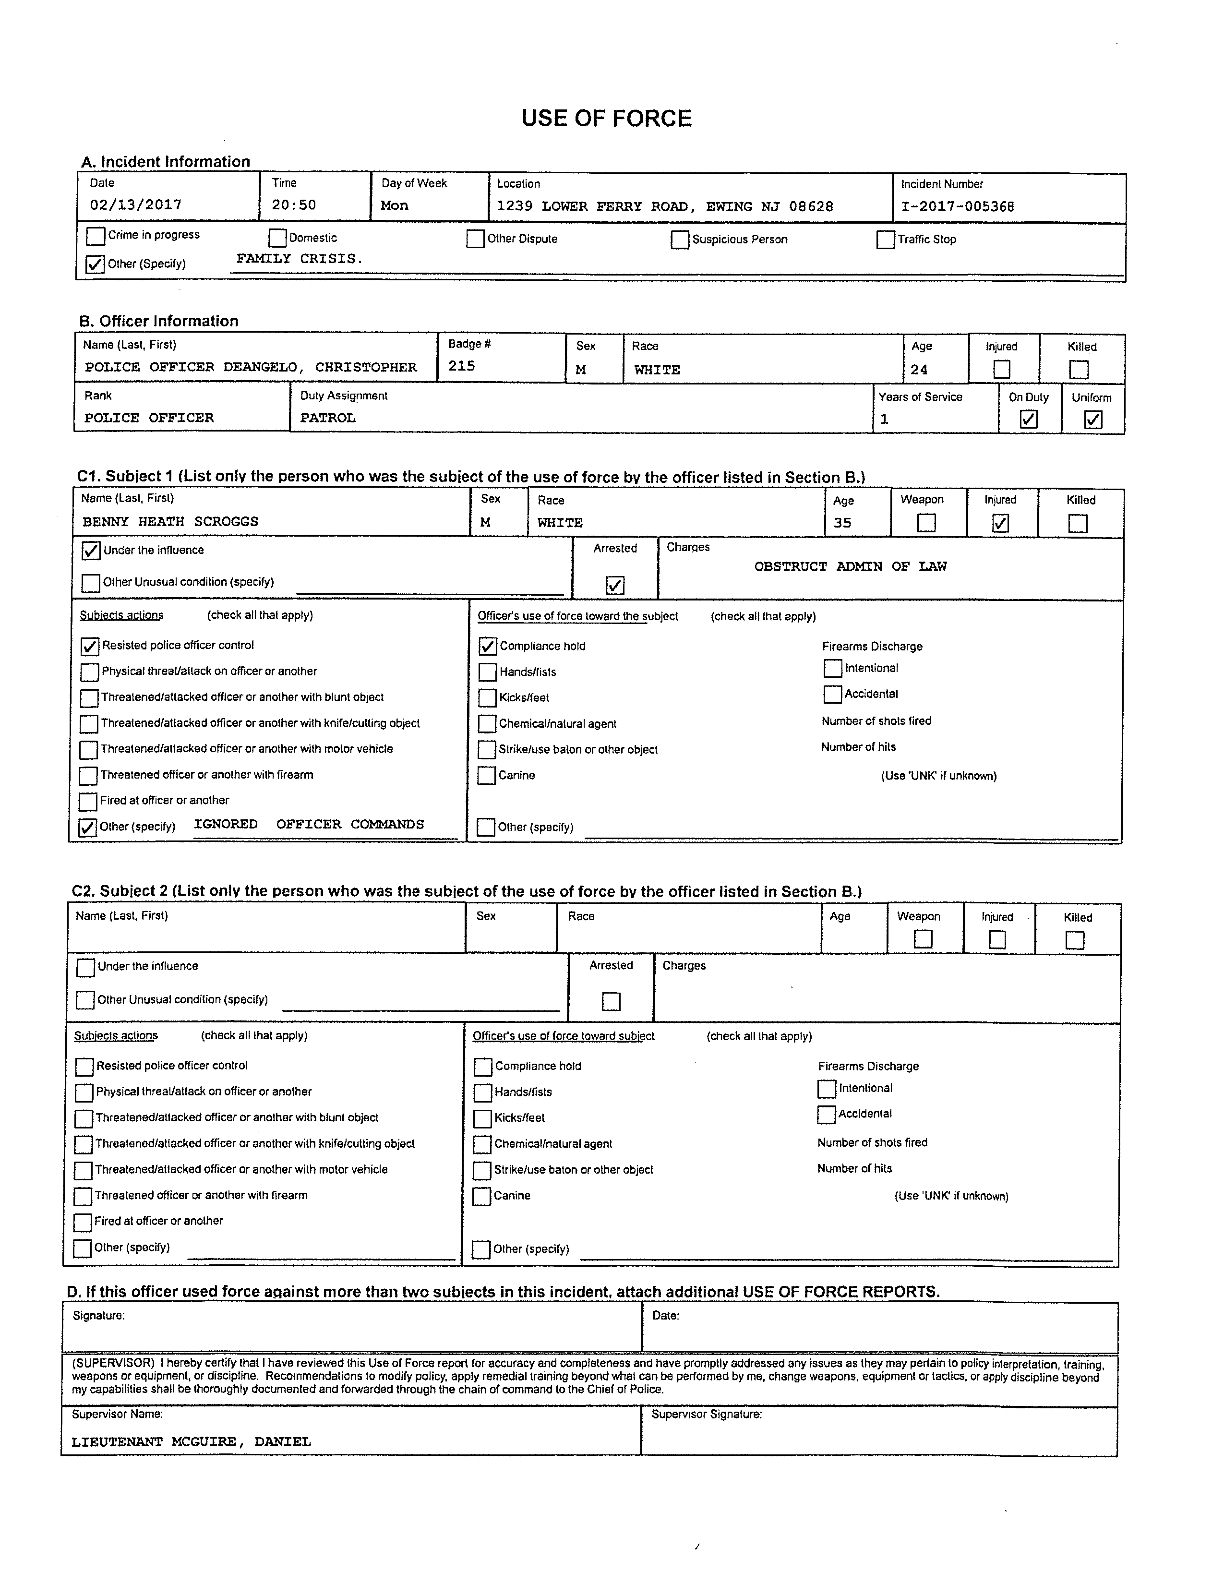 USE OF FORCE
A. Incident Information
Date Time Day of Week Location Incident Number
02/13/2017 20:50 Mon 1239 LOWER FERRY ROAD, EWING NJ 08628 I-2017-005368
Crime in progress Domestic Other Dispute Suspicious Person Traffic Stop
Other (Specify) FAMILY CRISIS.
B. Officer Information
Name (Last, First) Badge # Sex Race Age Injured Killed
POLICE OFFICER DEANGELO, CHRISTOPHER 215 M WHITE 24
Rank Duty Assignment Years of Service On Duty Uniform
POLICE OFFICER PATROL 1
C1. Subject 1 (List only the person who was the subject of the use of force by the officer listed in Section B.)
Name (Last, First) Sex Race Age Weapon Injured Killed
BENNY HEATH SCROGGS M WHITE 35
Under the influence Arrested Charges
OBSTRUCT ADMIN OF LAW
Other Unusual condition (specify)
Subjects actions (check all that apply) Officer's use of force toward the subject (check all that apply)
Resisted police officer control Compliance hold Firearms Discharge
Physical threat/attack on officer or another Hands/fists Intentional
Threatened/attacked officer or another with blunt object Kicks/feet Accidental
Threatened/attacked officer or another with knife/cutting object Chemical/natural agent Number of shots fired
Threatened/attacked officer or another with motor vehicle Strike/use baton or other object Number of hits
Threatened officer or another with firearm Canine (Use 'UNK' if unknown)
Fired at officer or another
Other (specify) IGNORED OFFICER COMMANDS Other (specify)
C2. Subject 2 (List only the person who was the subject of the use of force by the officer listed in Section B.)
Name (Last, First) Sex Race Age Weapon Injured Killed
Under the influence Arrested Charges
Other Unusual condition (specify)
Subjects actions (check all that apply) Officer's use of force toward subject (check all that apply)
Resisted police officer control Compliance hold Firearms Discharge
Physical threat/attack on officer or another Hands/fists Intentional
Threatened/attacked officer or another with blunt object Kicks/feet Accidental
Threatened/attacked officer or another with knife/cutting object Chemical/natural agent Number of shots fired
Threatened/attacked officer or another with motor vehicle Strike/use baton or other object Number of hits
Threatened officer or another with firearm Canine (Use 'UNK' if unknown)
Fired at officer or another
Other (specify) Other (specify)
D. If this officer used force against more than two subjects in this incident, attach additional USE OF FORCE REPORTS.
Signature: Date:
(SUPERVISOR) I hereby certify that I have reviewed this Use of Force report for accuracy and completeness and have promptly addressed any issues as they may pertain to policy interpretation, training,
weapons or equipment, or discipline. Recommendations to modify policy, apply remedial training beyond what can be performed by me, change weapons, equipment or tactics, or apply discipline beyond
my capabilities shall be thoroughly documented and forwarded through the chain of command to the Chief of Police.
Supervisor Name: Supervisor Signature:
LIEUTENANT MCGUIRE, DANIEL